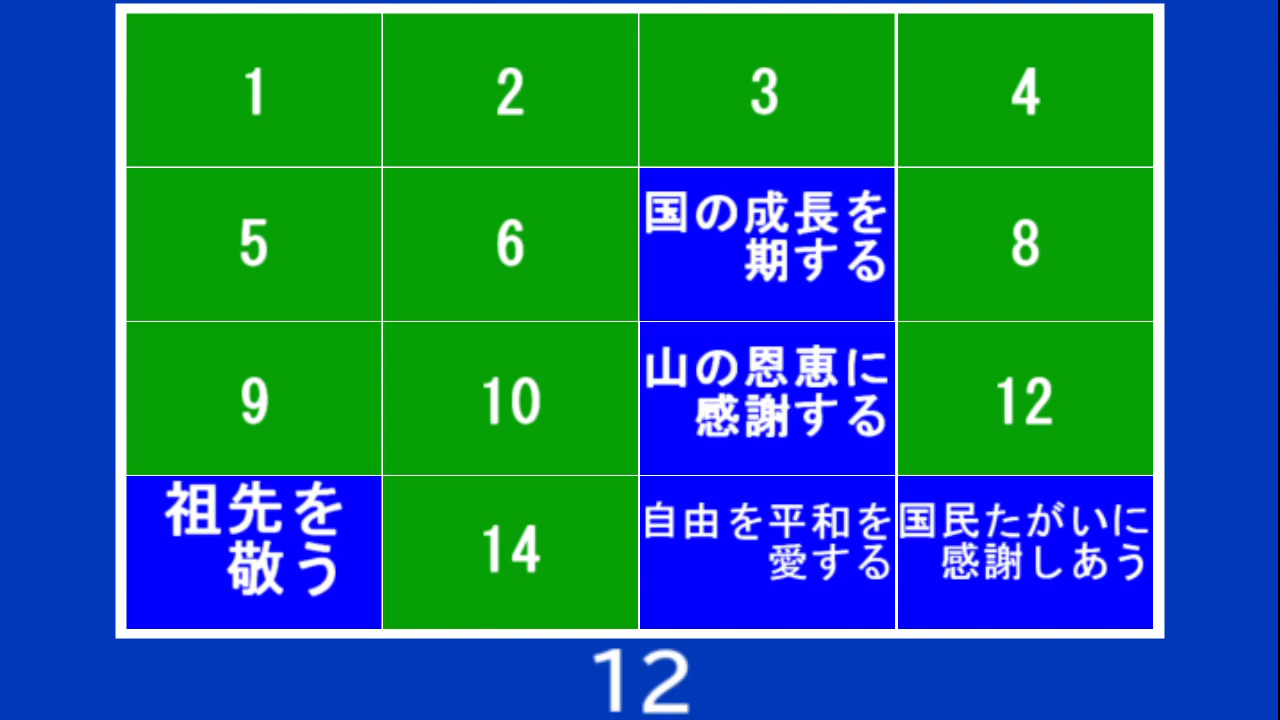 1
2
3
4
5
6
国の成長を
期する
8
9
10
山の恩恵に
感謝する
12
祖先を
敬う
14
自由を平和を
愛する
国民たがいに
感謝しあう
12